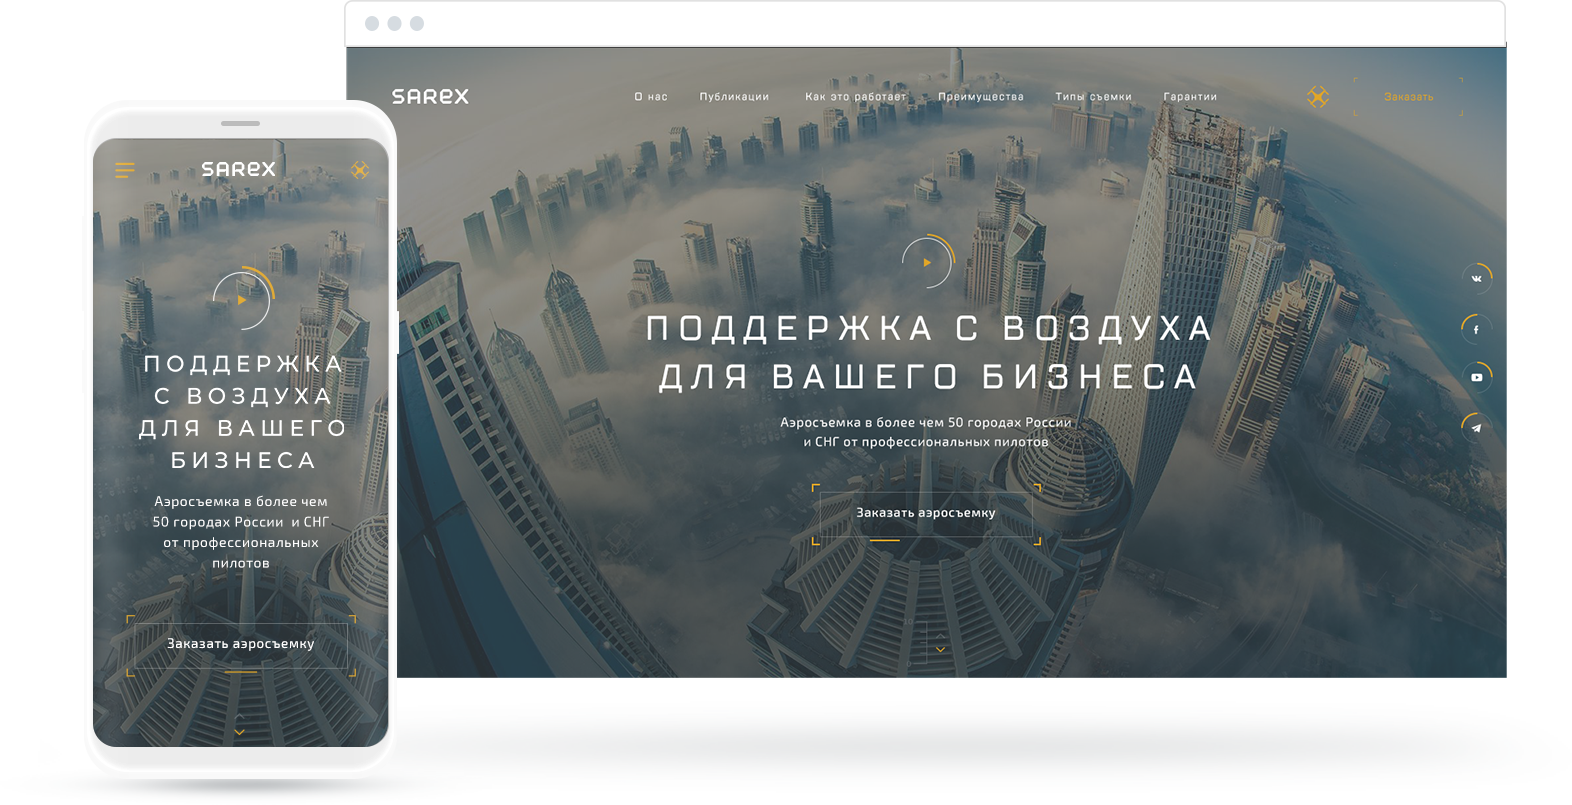 SAREX
О нас Публикации Как это работает Преимущества Типы съемки Гарантии Заказать
ПОДДЕРЖКА С ВОЗДУХА
ДЛЯ ВАШЕГО БИЗНЕСА
Аэросъемка в более чем 50 городах России
и СНГ от профессиональных пилотов
Заказать аэросъемку
SAREX
ПОДДЕРЖКА
С ВОЗДУХА
ДЛЯ ВАШЕГО
БИЗНЕСА
Аэросъемка в более чем
50 городах России и СНГ
от профессиональных
пилотов
Заказать аэросъемку